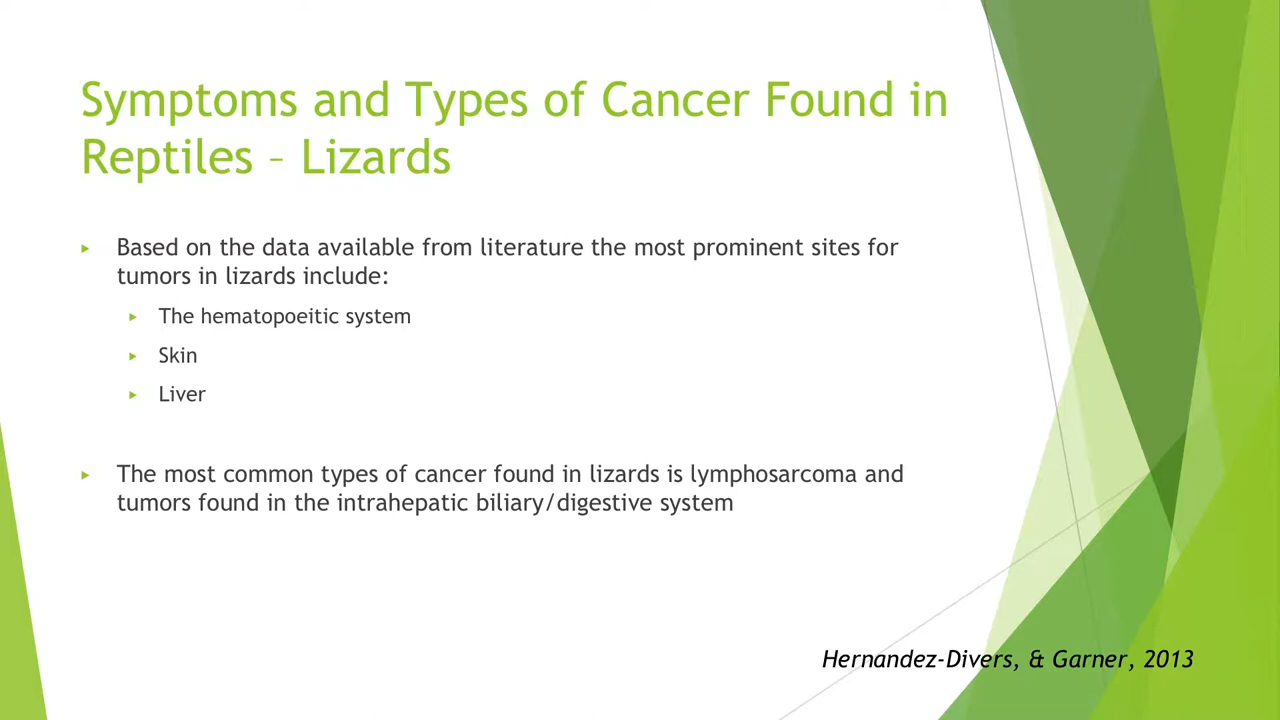 Symptoms and Types of Cancer Found in
Reptiles – Lizards
Based on the data available from literature the most prominent sites for
tumors in lizards include:
The hematopoeitic system
Skin
Liver
The most common types of cancer found in lizards is lymphosarcoma and
tumors found in the intrahepatic biliary/digestive system
Hernandez-Divers, & Garner, 2013